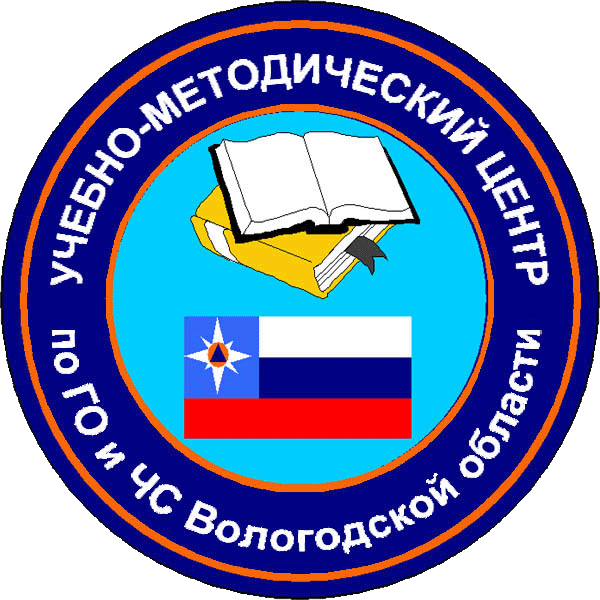 УЧЕБНО-МЕТОДИЧЕСКИЙ ЦЕНТР
по ГО и ЧС Вологодской области